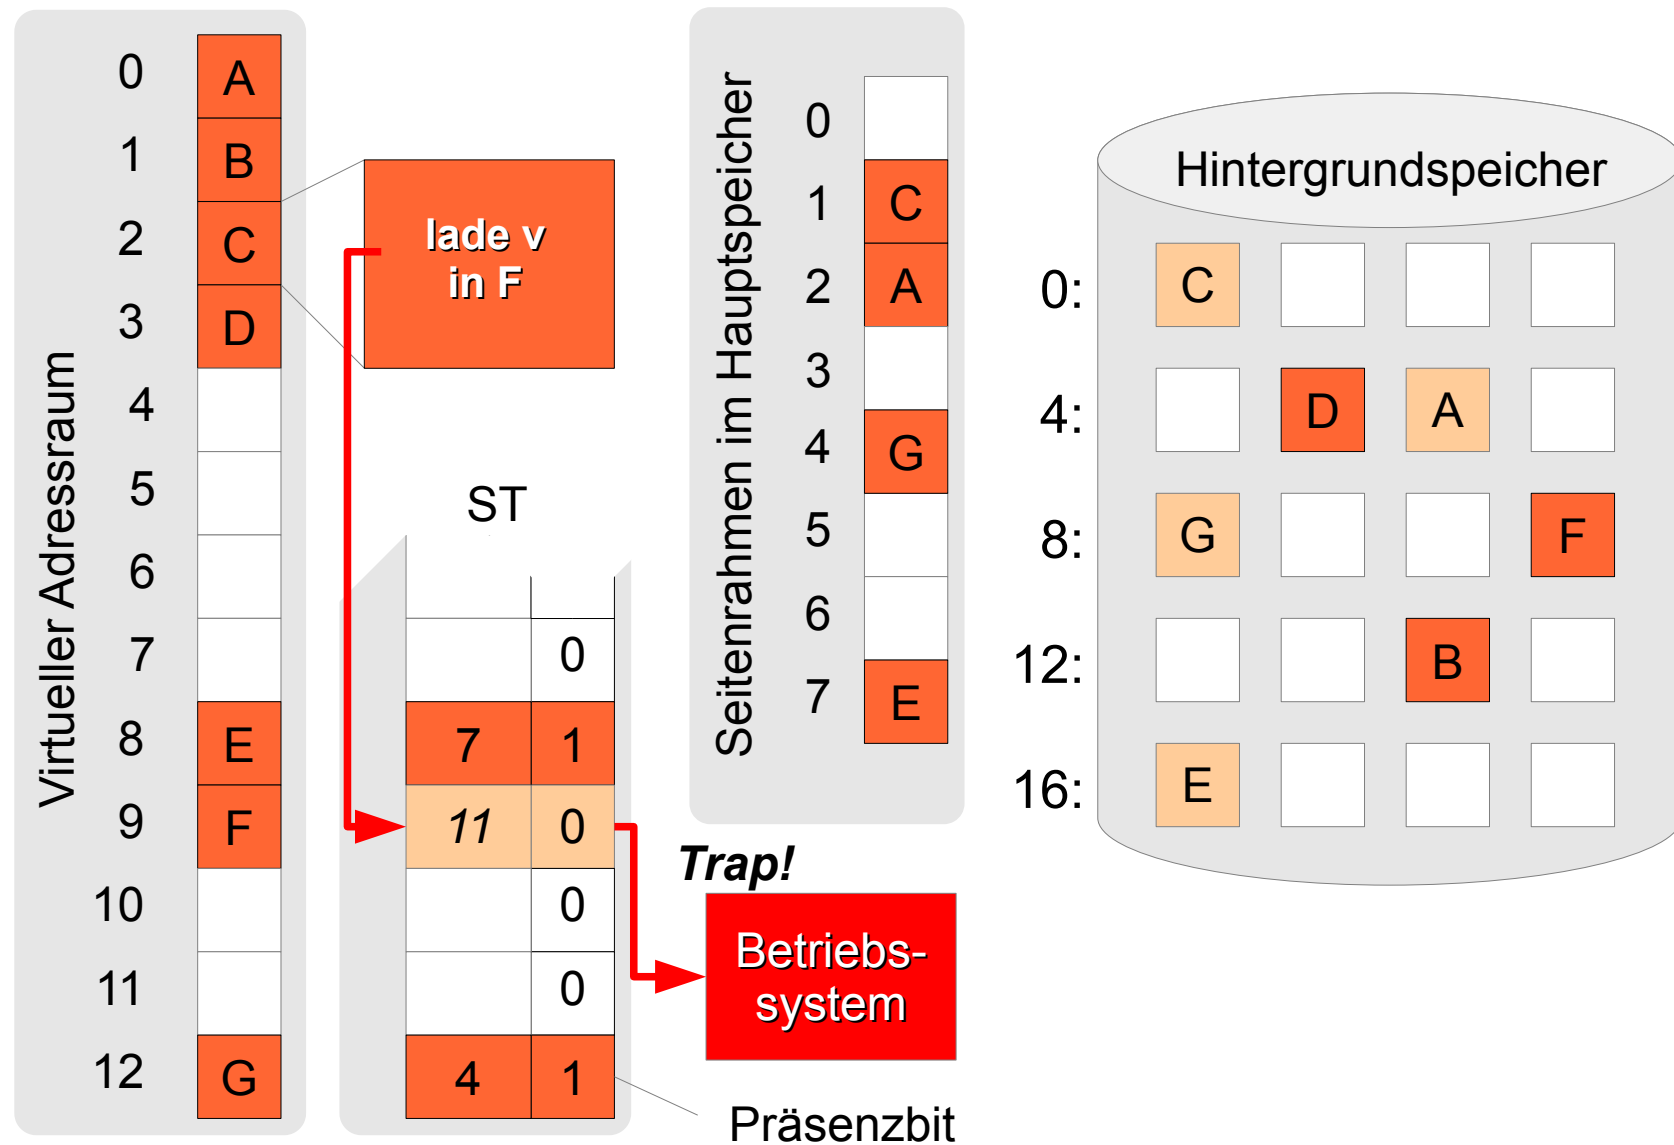 Virtueller Adressraum
0 A
1 B
2 C
3 D
4
5
6
7
8 E
9 F
10
11
12 G
lade v
in F
ST
0
7 1
11 0
0
0
4 1
Präsenzbit
Trap!
Betriebs-
system
Seitenrahmen im Hauptspeicher
0
1 C
2 A
3
4 G
5
6
7 E
Hintergrundspeicher
0: C
4: D A
8: G F
12: B
16: E